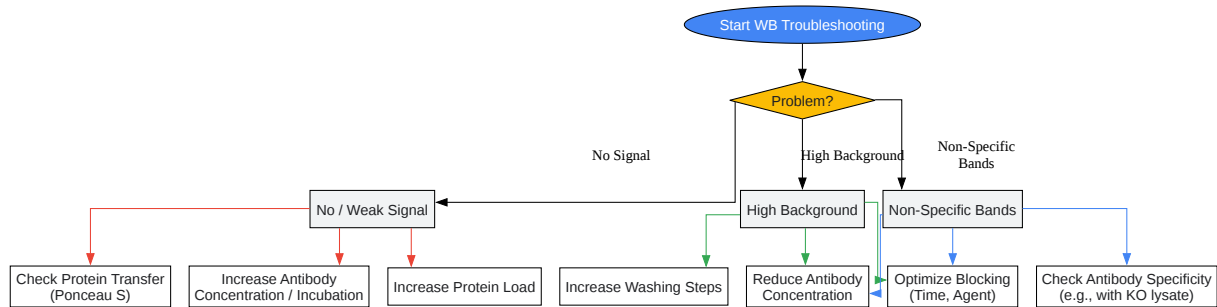 Start WB Troubleshooting
Problem?
No Signal
High Background
Non-Specific
Bands
No / Weak Signal
High Background
Non-Specific Bands
Check Protein Transfer
(Ponceau S)
Increase Antibody
Concentration / Incubation
Increase Protein Load
Increase Washing Steps
Reduce Antibody
Concentration
Optimize Blocking
(Time, Agent)
Check Antibody Specificity
(e.g., with KO lysate)